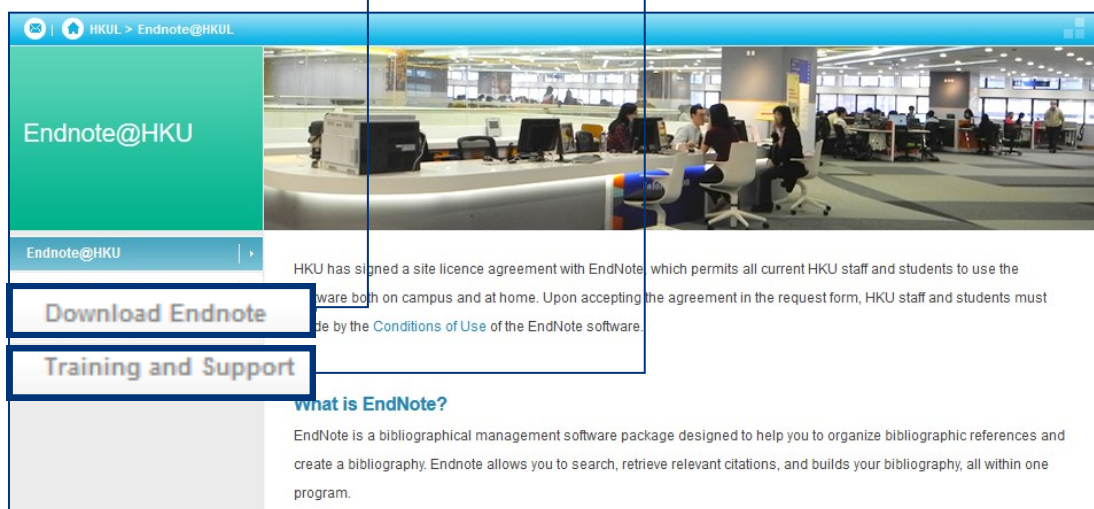 HKUL > Endnote@HKUL
Endnote@HKU
Endnote@HKU
Download Endnote
Training and Support
HKU has signed a site licence agreement with EndNote, which permits all current HKU staff and students to use the
both on campus and at home. Upon accepting the agreement in the request form, HKU staff and students must
by the Conditions of Use of the EndNote software.
What is EndNote?
EndNote is a bibliographical management software package designed to help you to organize bibliographic references and
create a bibliography. Endnote allows you to search, retrieve relevant citations, and builds your bibliography, all within one
program.